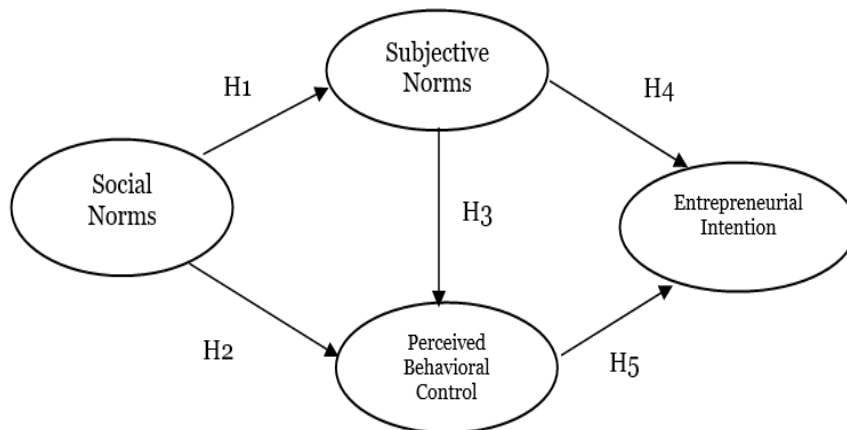 Subjective
Norms
H1
H4
Social
Norms
H3
Entrepreneurial
Intention
H2
Perceived
Behavioral
Control
H5